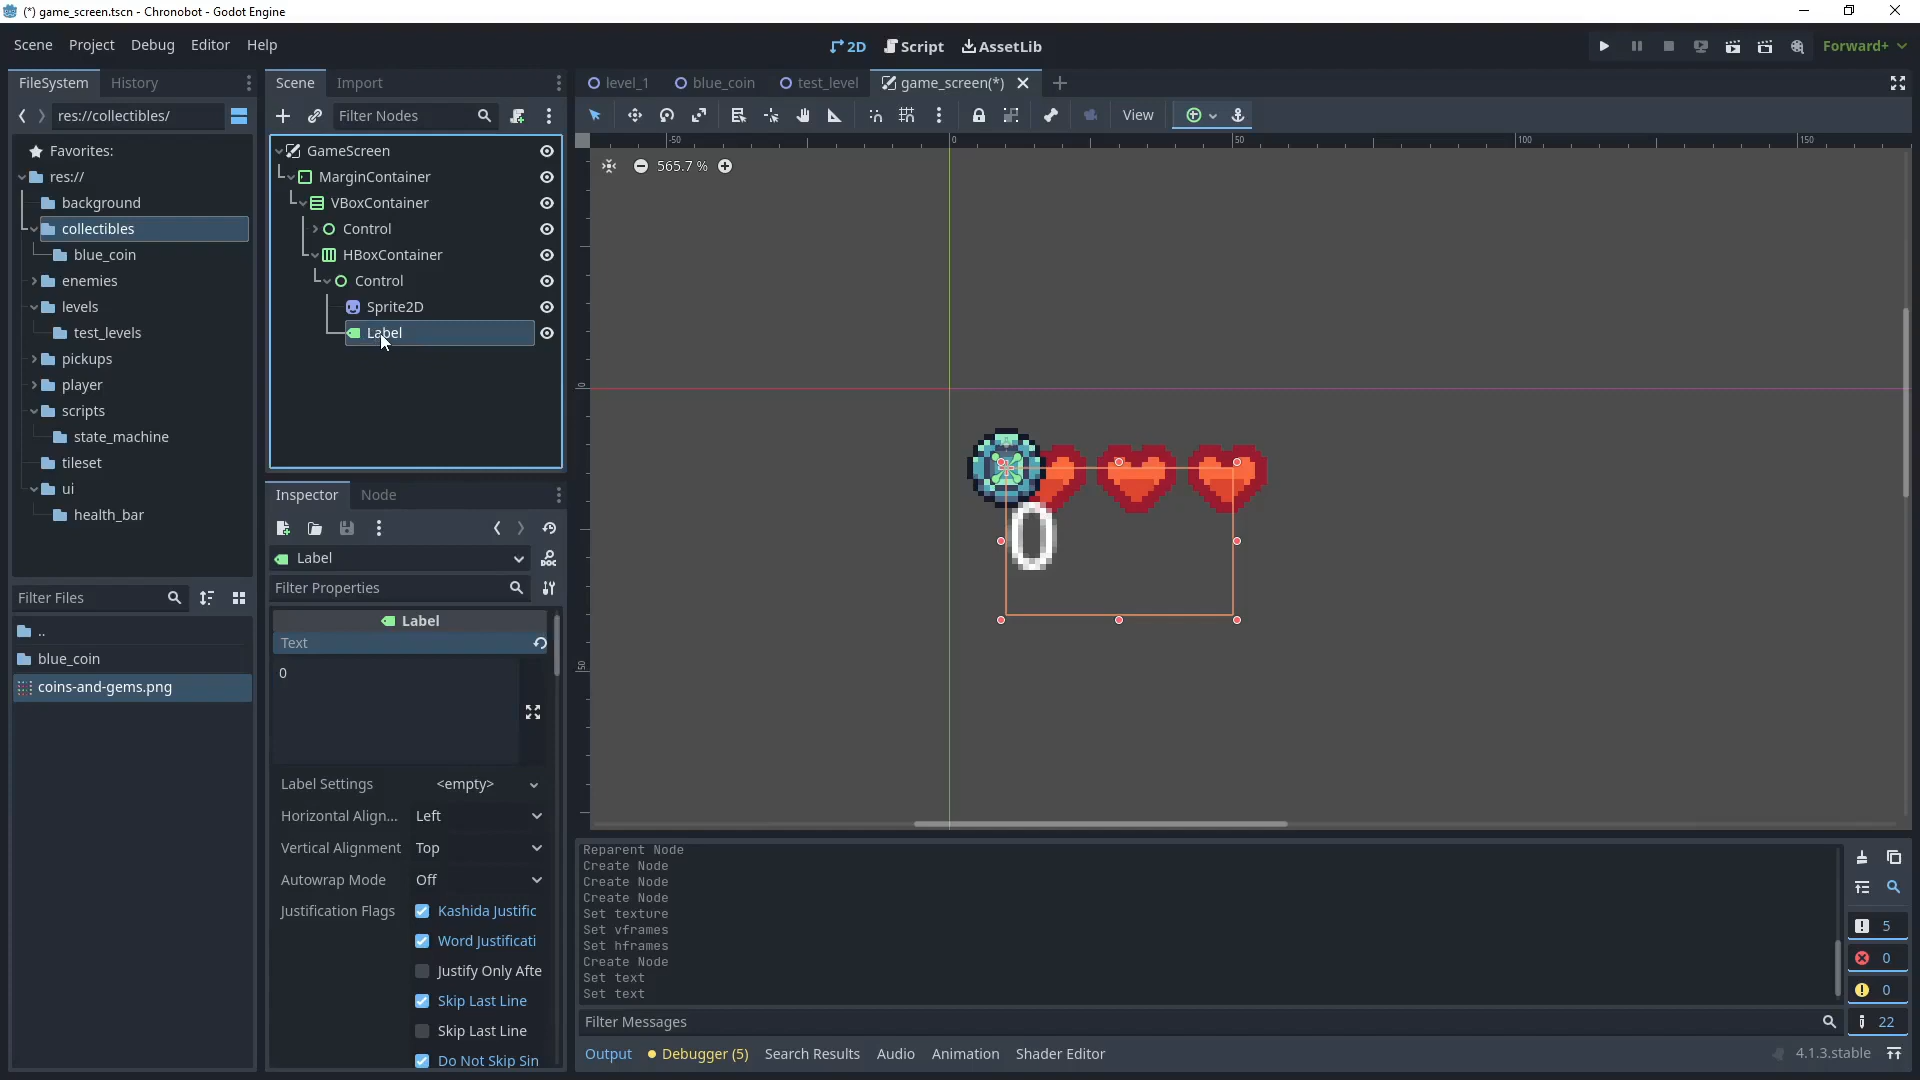 (*) game_screen.tscn - Chronobot - Godot Engine
Scene Project Debug Editor Help
2D Script AssetLib
Forward+
FileSystem History
res://collectibles/
Favorites:
res://
background
collectibles
blue_coin
enemies
levels
test_levels
pickups
player
scripts
state_machine
tileset
ui
health_bar
Filter Files
..
blue_coin
coins-and-gems.png
Scene Import
Filter Nodes
GameScreen
MarginContainer
VBoxContainer
Control
HBoxContainer
Control
Sprite2D
Label
Inspector Node
Label
Filter Properties
Label
Text
0
Label Settings <empty>
Horizontal Align... Left
Vertical Alignment Top
Autowrap Mode Off
Justification Flags Kashida Justific
Word Justificati
Justify Only Afte
Skip Last Line
Skip Last Line
Do Not Skip Sin
level_1 blue_coin test_level game_screen(*)
View
-50 0 50 100 150
565.7 %
0
50
0
Reparent Node
Create Node
Create Node
Create Node
Set texture
Set vframes
Set hframes
Create Node
Set text
Set text
Filter Messages
5
0
0
22
Output Debugger (5) Search Results Audio Animation Shader Editor
4.1.3.stable